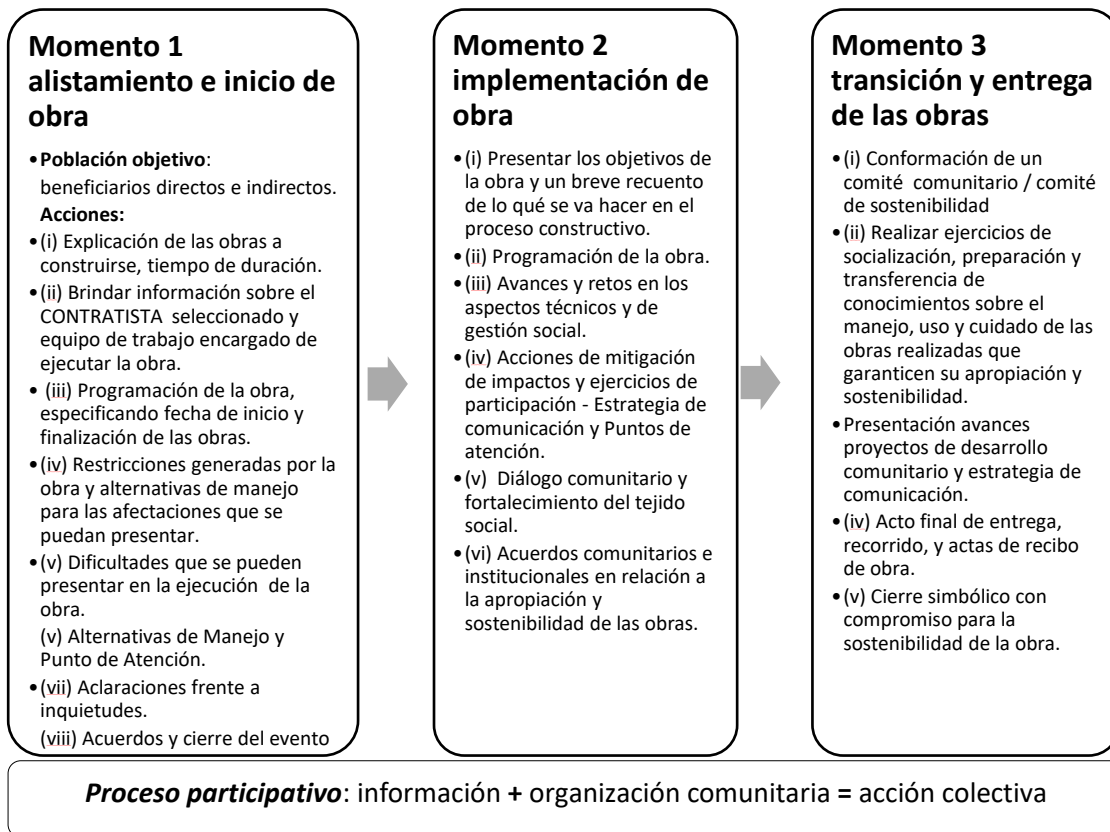 Momento 1
alistamiento e inicio de
obra
•Población objetivo:
beneficiarios directos e indirectos.
Acciones:
•(i) Explicación de las obras a
construirse, tiempo de duración.
•(ii) Brindar información sobre el
CONTRATISTA seleccionado y
equipo de trabajo encargado de
ejecutar la obra.
• (iii) Programación de la obra,
especificando fecha de inicio y
finalización de las obras.
•(iv) Restricciones generadas por la
obra y alternativas de manejo
para las afectaciones que se
puedan presentar.
•(v) Dificultades que se pueden
presentar en la ejecución de la
obra.
(v) Alternativas de Manejo y
Punto de Atención.
•(vii) Aclaraciones frente a
inquietudes.
(viii) Acuerdos y cierre del evento
Momento 2
implementación de
obra
•(i) Presentar los objetivos de
la obra y un breve recuento
de lo qué se va hacer en el
proceso constructivo.
•(ii) Programación de la obra.
•(iii) Avances y retos en los
aspectos técnicos y de
gestión social.
•(iv) Acciones de mitigación
de impactos y ejercicios de
participación - Estrategia de
comunicación y Puntos de
atención.
•(v) Diálogo comunitario y
fortalecimiento del tejido
social.
•(vi) Acuerdos comunitarios e
institucionales en relación a
la apropiación y
sostenibilidad de las obras.
Momento 3
transición y entrega
de las obras
•(i) Conformación de un
comité comunitario / comité
de sostenibilidad
•(ii) Realizar ejercicios de
socialización, preparación y
transferencia de
conocimientos sobre el
manejo, uso y cuidado de las
obras realizadas que
garanticen su apropiación y
sostenibilidad.
•Presentación avances
proyectos de desarrollo
comunitario y estrategia de
comunicación.
•(iv) Acto final de entrega,
recorrido, y actas de recibo
de obra.
•(v) Cierre simbólico con
compromiso para la
sostenibilidad de la obra.
Proceso participativo: información + organización comunitaria = acción colectiva